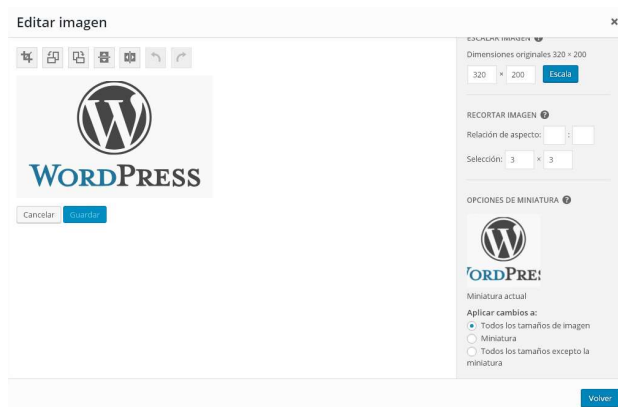 Editar imagen
×
ESCALAR IMAGEN ?
Dimensiones originales 320 × 200
320 × 200 Escala
RECORTAR IMAGEN ?
Relación de aspecto: :
Selección: 3 × 3
WORDPRESS
Cancelar Guardar
OPCIONES DE MINIATURA ?
ORDPRES
Miniatura actual
Aplicar cambios a:
Todos los tamaños de imagen
Miniatura
Todos los tamaños excepto la
miniatura
Volver